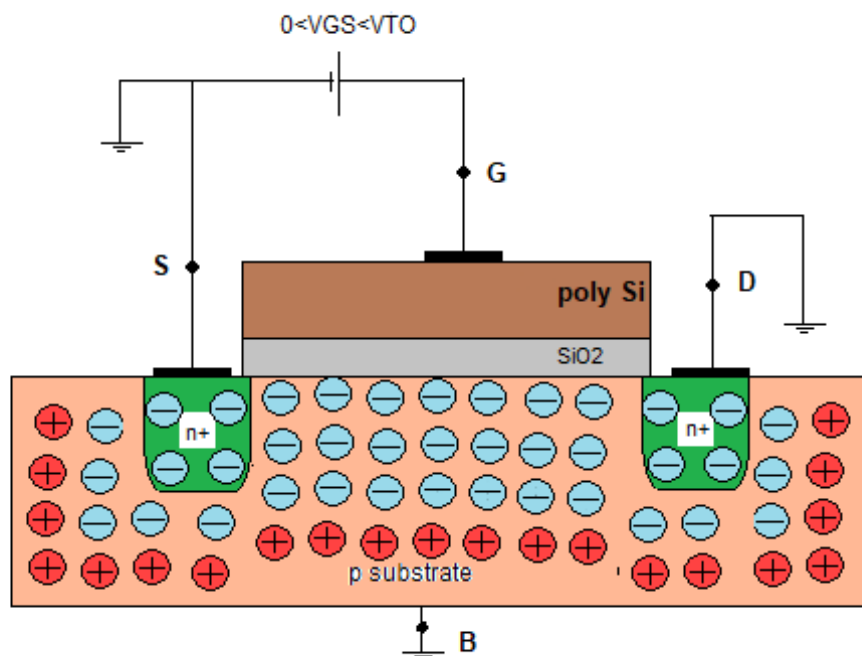 0<VGS<VTO
G
S
D
poly Si
SiO2
n+
n+
p substrate
B